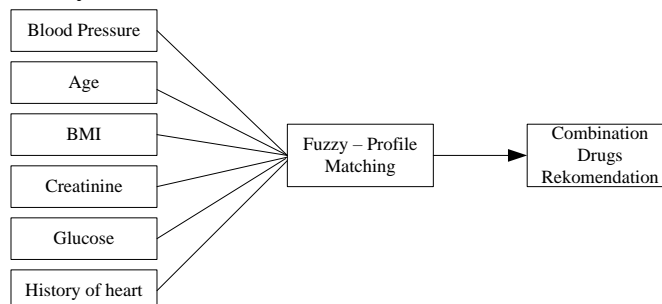 Blood Pressure
Age
BMI
Creatinine
Glucose
History of heart
Fuzzy – Profile
Matching
Combination
Drugs
Rekomendation